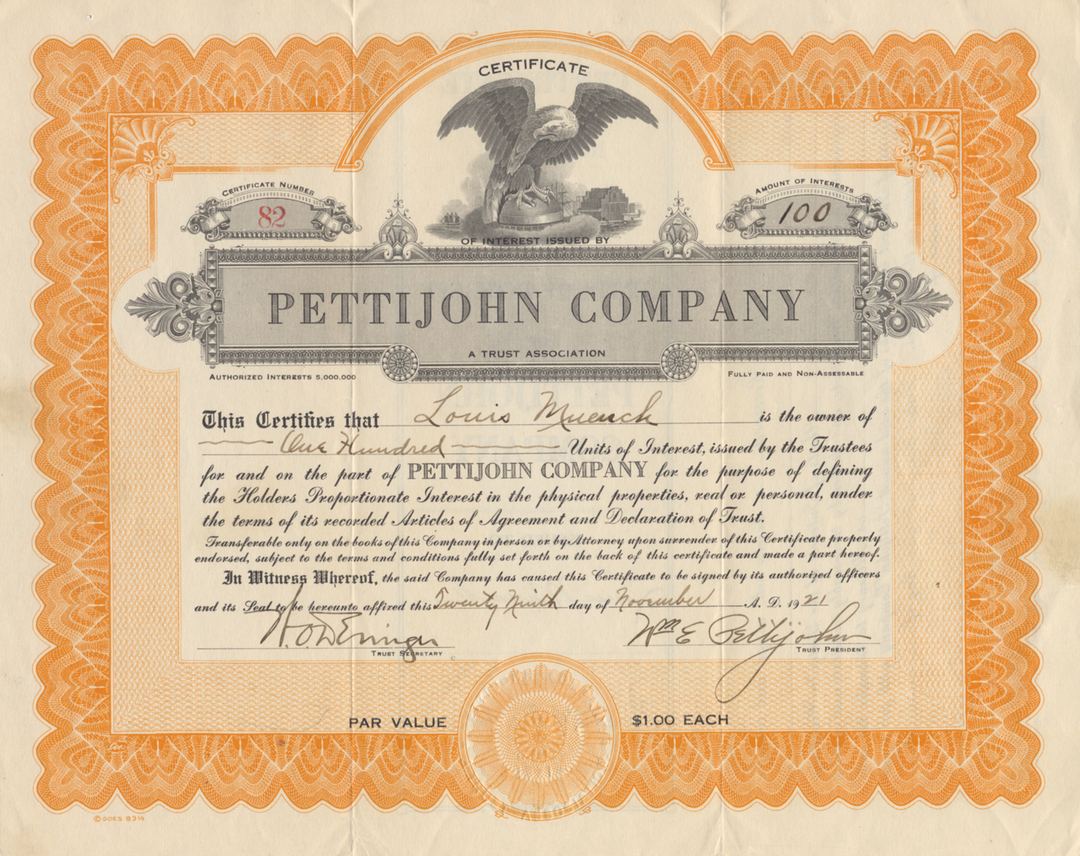 CERTIFICATE
CERTIFICATE NUMBER
82
AMOUNT OF INTERESTS
100
OF INTEREST ISSUED BY
PETTIJOHN COMPANY
A TRUST ASSOCIATION
AUTHORIZED INTERESTS 5,000,000
FULLY PAID AND NON-ASSESSABLE
This Certifies that Louis Muench is the owner of
One Hundred Units of Interest, issued by the Trustees
for and on the part of PETTIJOHN COMPANY for the purpose of defining
the Holders Proportionate Interest in the physical properties, real or personal, under
the terms of its recorded Articles of Agreement and Declaration of Trust.
Transferable only on the books of this Company in person or by Attorney upon surrender of this Certificate properly
endorsed, subject to the terms and conditions fully set forth on the back of this certificate and made a part hereof.
In Witness Whereof, the said Company has caused this Certificate to be signed by its authorized officers
and its Seal to be hereunto affixed this Twenty Ninth day of November A. D. 1921
Wm E Pettijohn
TRUST SECRETARY
TRUST PRESIDENT
PAR VALUE
$1.00 EACH